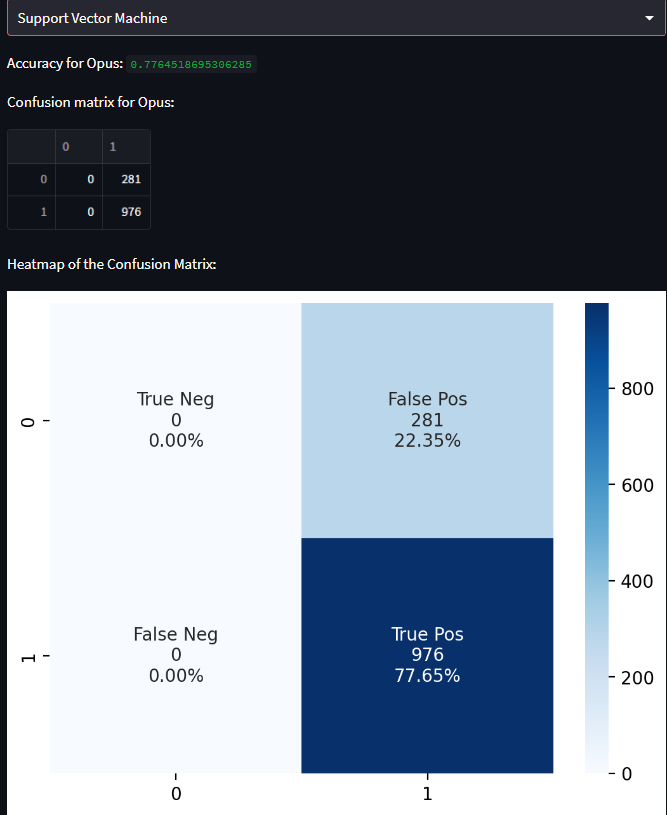 Support Vector Machine
Accuracy for Opus: 0.7764518695306285
Confusion matrix for Opus:
0 1
0 0 281
1 0 976
Heatmap of the Confusion Matrix:
True Neg
0
0.00%
False Pos
281
22.35%
False Neg
0
0.00%
True Pos
976
77.65%
0
1
0
1
800
600
400
200
0